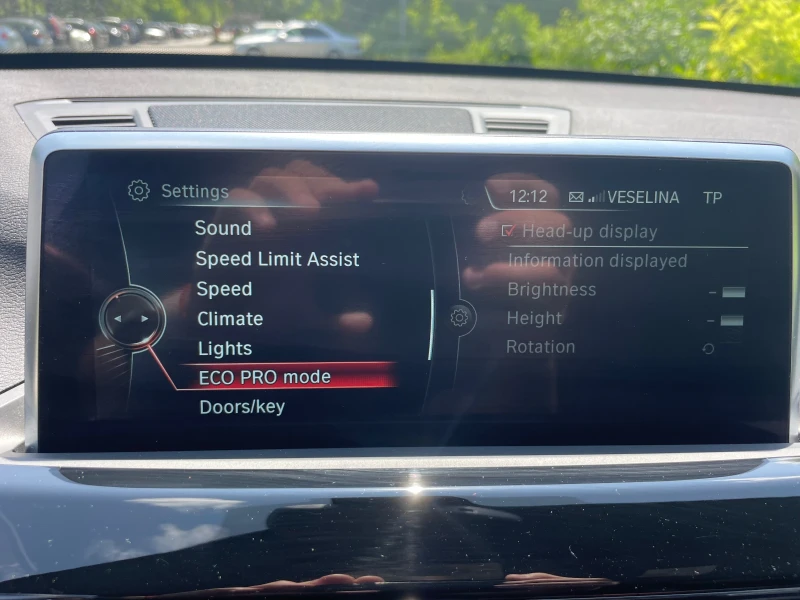 Settings
12:12 VESELINA TP
Sound
Speed Limit Assist
Speed
Climate
Lights
ECO PRO mode
Doors/key
Head-up display
Information displayed
Brightness
Height
Rotation